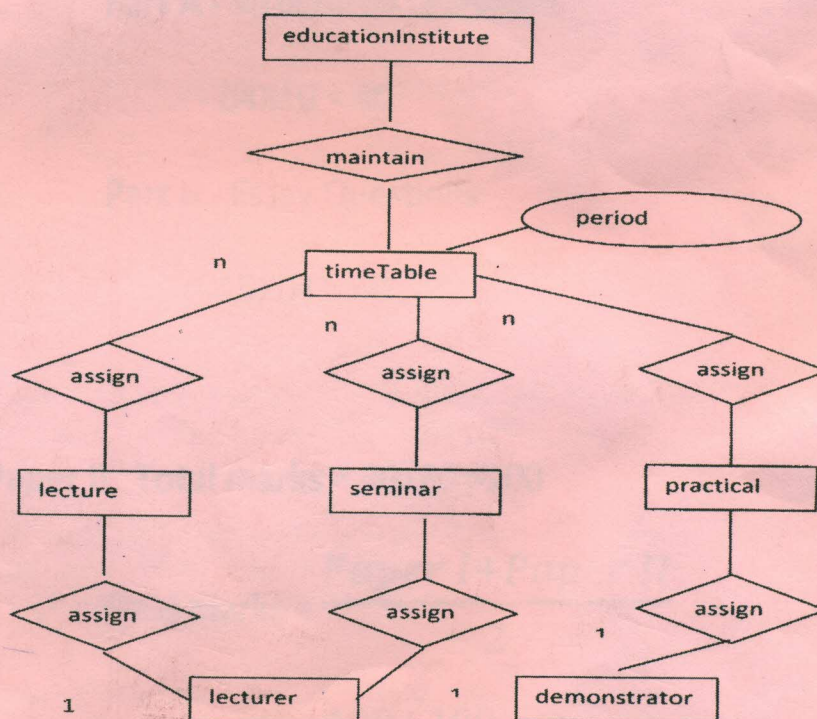 educationInstitute
maintain
period
timeTable
n
n
n
assign
assign
assign
lecture
seminar
practical
assign
assign
assign
1
lecturer
demonstrator
1
1